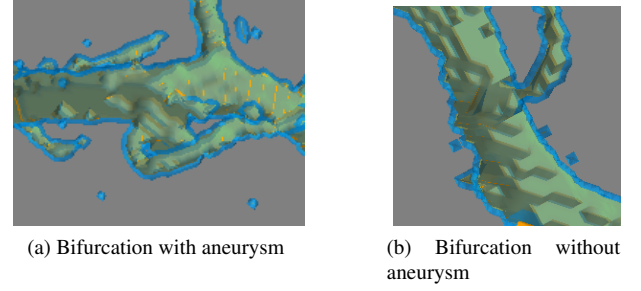 (a) Bifurcation with aneurysm
(b) Bifurcation without
aneurysm